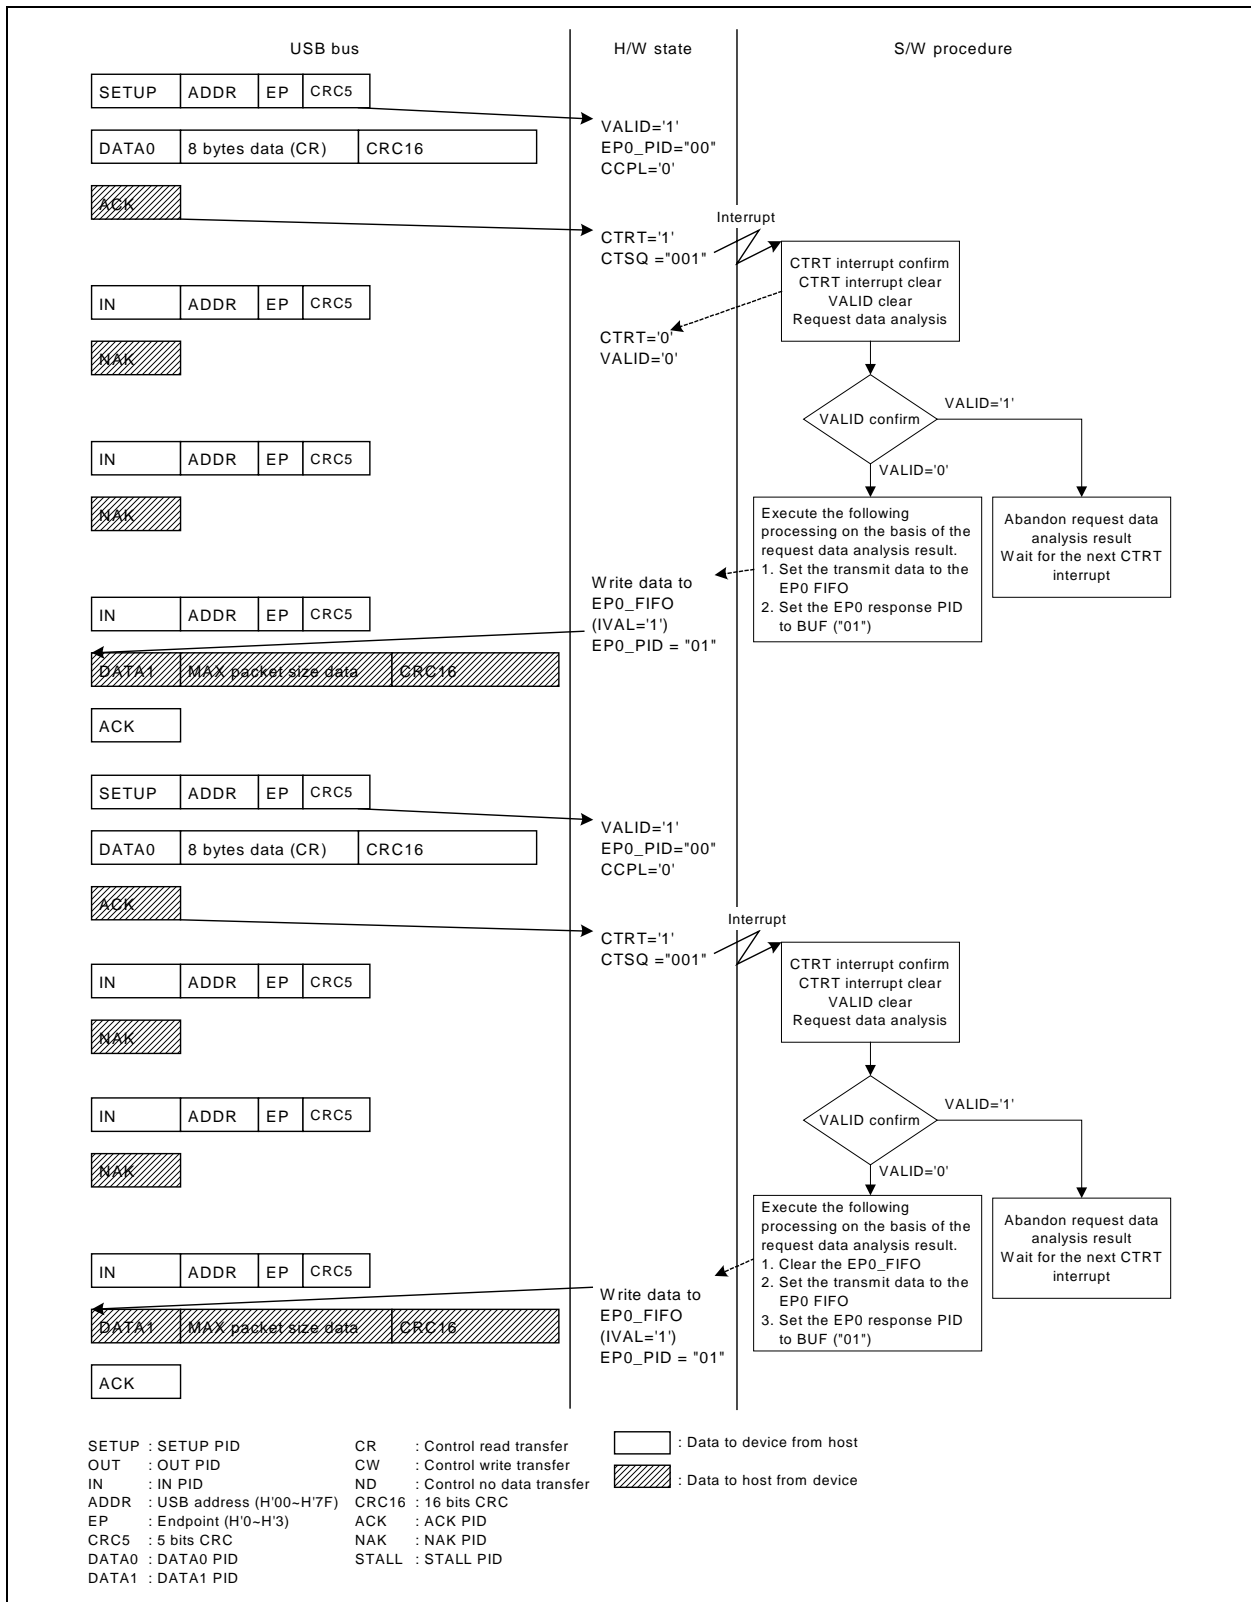 USB bus
H/W state
S/W procedure
SETUP ADDR EP CRC5
VALID='1'
EP0_PID="00"
CCPL='0'
DATA0 8 bytes data (CR) CRC16
ACK
Interrupt
CTRT='1'
CTSQ ="001"
CTRT interrupt confirm
CTRT interrupt clear
VALID clear
Request data analysis
IN ADDR EP CRC5
CTRT='0'
VALID='0'
NAK
VALID confirm
VALID='1'
VALID='0'
IN ADDR EP CRC5
NAK
Execute the following
processing on the basis of the
request data analysis result.
1. Set the transmit data to the
EP0 FIFO
2. Set the EP0 response PID
to BUF ("01")
Abandon request data
analysis result
Wait for the next CTRT
interrupt
Write data to
EP0_FIFO
(IVAL='1')
EP0_PID = "01"
IN ADDR EP CRC5
DATA1 MAX packet size data CRC16
ACK
SETUP ADDR EP CRC5
VALID='1'
EP0_PID="00"
CCPL='0'
DATA0 8 bytes data (CR) CRC16
ACK
Interrupt
CTRT='1'
CTSQ ="001"
CTRT interrupt confirm
CTRT interrupt clear
VALID clear
Request data analysis
IN ADDR EP CRC5
NAK
VALID confirm
VALID='1'
VALID='0'
IN ADDR EP CRC5
NAK
Execute the following
processing on the basis of the
request data analysis result.
1. Clear the EP0_FIFO
2. Set the transmit data to the
EP0 FIFO
3. Set the EP0 response PID
to BUF ("01")
Abandon request data
analysis result
Wait for the next CTRT
interrupt
IN ADDR EP CRC5
Write data to
EP0_FIFO
(IVAL='1')
EP0_PID = "01"
DATA1 MAX packet size data CRC16
ACK
SETUP : SETUP PID
OUT : OUT PID
IN : IN PID
ADDR : USB address (H'00~H'7F)
EP : Endpoint (H'0~H'3)
CRC5 : 5 bits CRC
DATA0 : DATA0 PID
DATA1 : DATA1 PID
CR : Control read transfer
CW : Control write transfer
ND : Control no data transfer
CRC16 : 16 bits CRC
ACK : ACK PID
NAK : NAK PID
STALL : STALL PID
: Data to device from host
: Data to host from device